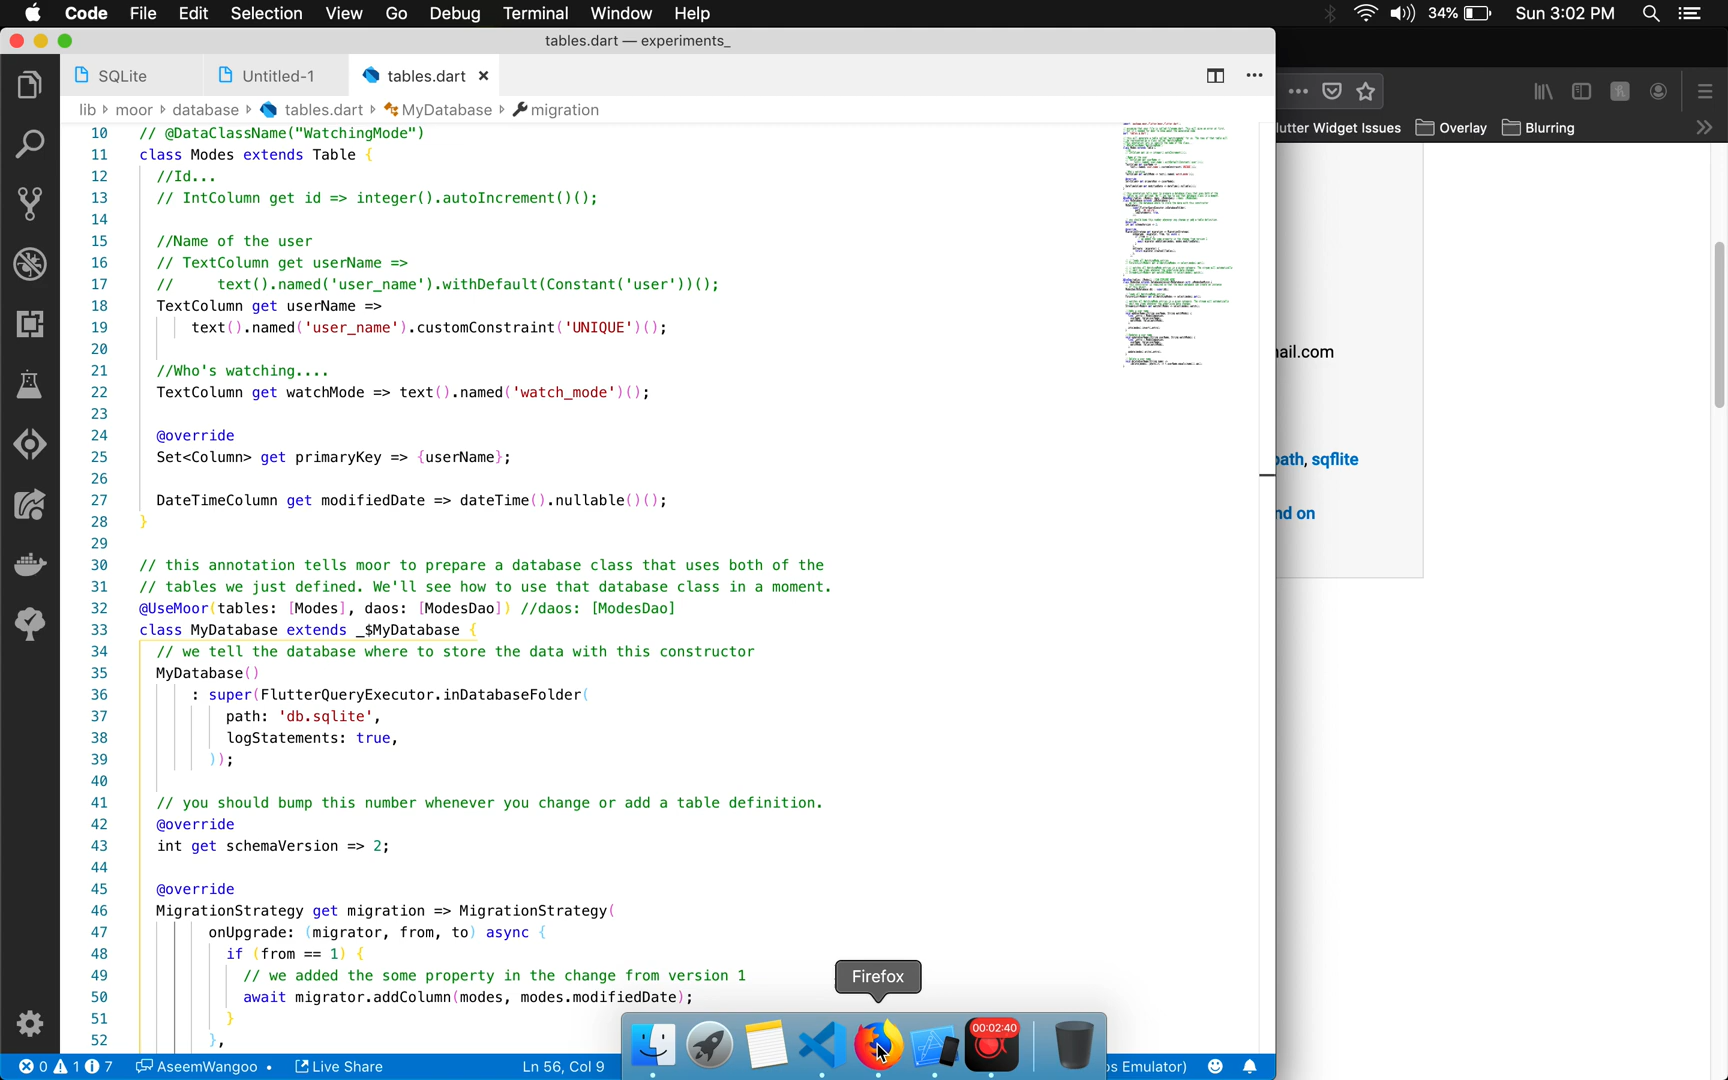 Code File Edit Selection View Go Debug Terminal Window Help 34% Sun 3:02 PM
tables.dart — experiments_
SQLite Untitled-1 tables.dart ×
lib moor database tables.dart MyDatabase migration
10 // @DataClassName("WatchingMode")
11 class Modes extends Table {
12 //Id...
13 // IntColumn get id => integer().autoIncrement()();
14
15 //Name of the user
16 // TextColumn get userName =>
17 // text().named('user_name').withDefault(Constant('user'))();
18 TextColumn get userName =>
19 text().named('user_name').customConstraint('UNIQUE')();
20
21 //Who's watching....
22 TextColumn get watchMode => text().named('watch_mode')();
23
24 @override
25 Set<Column> get primaryKey => {userName};
26
27 DateTimeColumn get modifiedDate => dateTime().nullable()();
28 }
29
30 // this annotation tells moor to prepare a database class that uses both of the
31 // tables we just defined. We'll see how to use that database class in a moment.
32 @UseMoor(tables: [Modes], daos: [ModesDao]) //daos: [ModesDao]
33 class MyDatabase extends _$MyDatabase {
34 // we tell the database where to store the data with this constructor
35 MyDatabase()
36 : super(FlutterQueryExecutor.inDatabaseFolder(
37 path: 'db.sqlite',
38 logStatements: true,
39 ));
40
41 // you should bump this number whenever you change or add a table definition.
42 @override
43 int get schemaVersion => 2;
44
45 @override
46 MigrationStrategy get migration => MigrationStrategy(
47 onUpgrade: (migrator, from, to) async {
48 if (from == 1) {
49 // we added the some property in the change from version 1
50 await migrator.addColumn(modes, modes.modifiedDate);
51 }
52 },
lutter Widget Issues Overlay Blurring
ail.com
path, sqflite
nd on
Firefox
00:02:40
0 1 7 AseemWangoo Live Share Ln 56, Col 9 os Emulator)